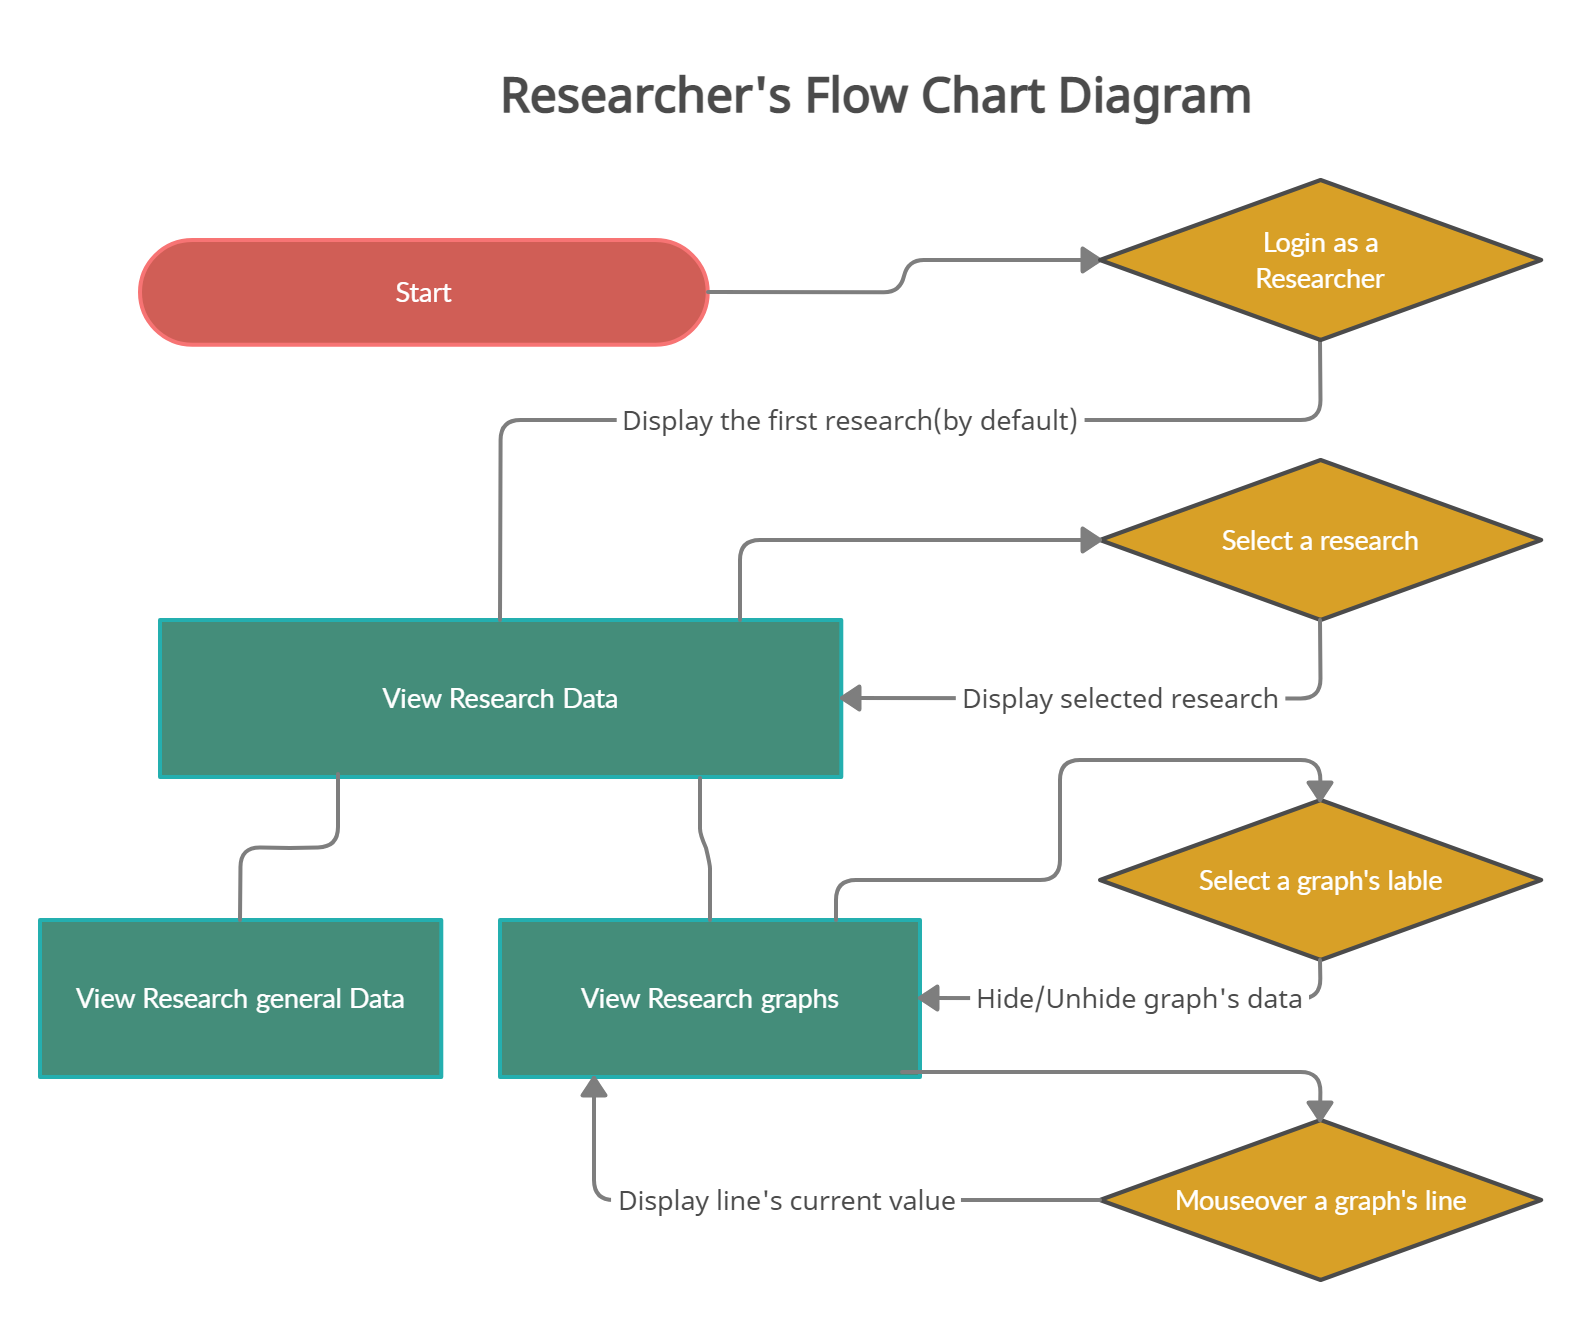 Researcher's Flow Chart Diagram
Start
Login as a
Researcher
Display the first research(by default)
Select a research
View Research Data
Display selected research
Select a graph's lable
View Research general Data
View Research graphs
Hide/Unhide graph's data
Display line's current value
Mouseover a graph's line